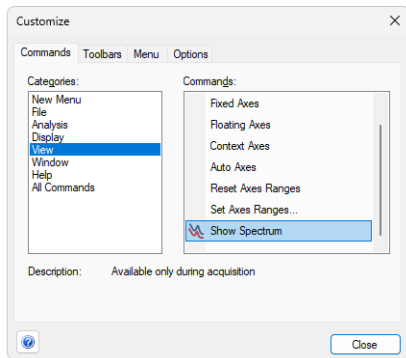 Customize
Commands Toolbars Menu Options
Categories:
New Menu
File
Analysis
Display
View
Window
Help
All Commands
Commands:
Fixed Axes
Floating Axes
Context Axes
Auto Axes
Reset Axes Ranges
Set Axes Ranges...
Show Spectrum
Description: Available only during acquisition
?
Close